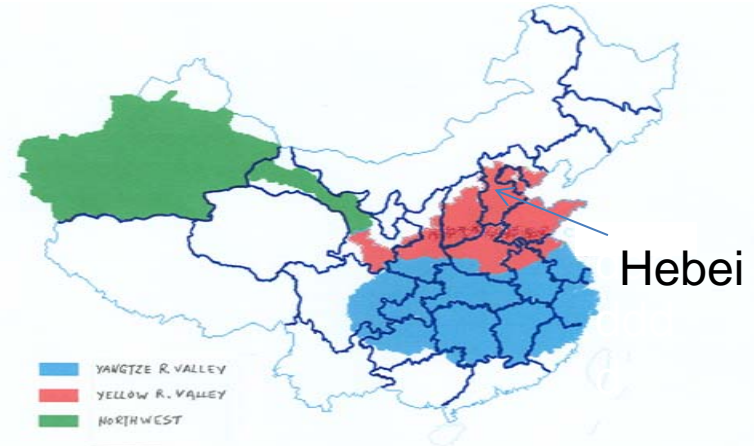 Hebei
YANGTZE R. VALLEY
YELLOW R. VALLEY
NORTHWEST